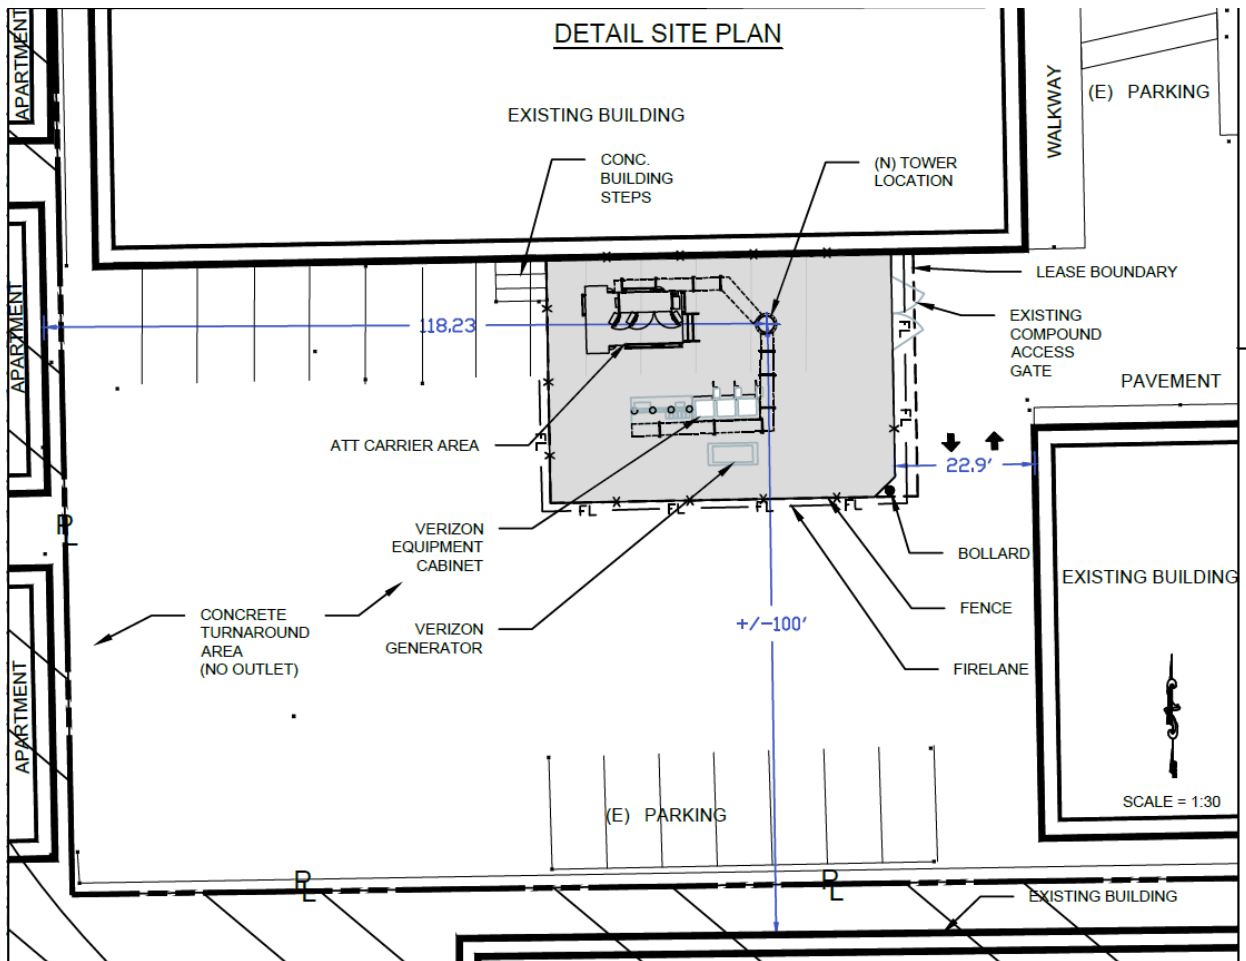 DETAIL SITE PLAN
APARTMENT
EXISTING BUILDING
WALKWAY
(E) PARKING
CONC.
BUILDING
STEPS
(N) TOWER
LOCATION
LEASE BOUNDARY
EXISTING
COMPOUND
ACCESS
GATE
APARTMENT
118.23
FL
PAVEMENT
FL
FL
ATT CARRIER AREA
22.9'
FL
FL
FL
FL
PL
VERIZON
EQUIPMENT
CABINET
BOLLARD
EXISTING BUILDING
CONCRETE
TURNAROUND
AREA
(NO OUTLET)
VERIZON
GENERATOR
+/-100'
FENCE
FIRELANE
APARTMENT
(E) PARKING
SCALE = 1:30
PL
PL
EXISTING BUILDING